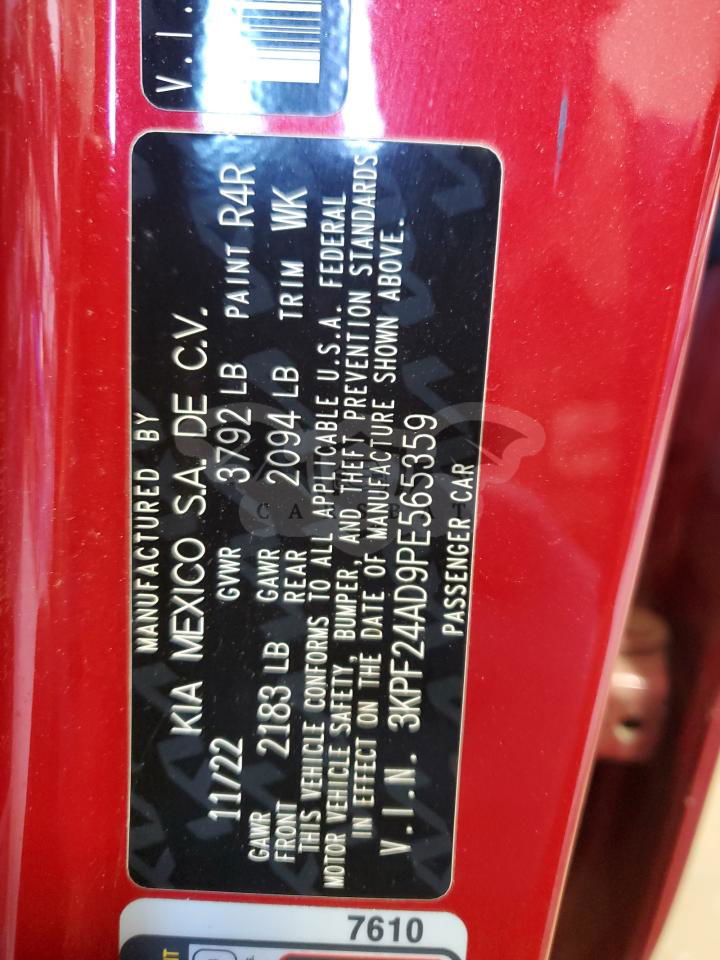 V.I.
MANUFACTURED BY
KIA MEXICO S.A. DE C.V.
11/22 GVWR 3792 LB PAINT R4R
GAWR FRONT 2183 LB GAWR REAR 2094 LB TRIM WK
THIS VEHICLE CONFORMS TO ALL APPLICABLE U.S.A. FEDERAL
MOTOR VEHICLE SAFETY, BUMPER, AND THEFT PREVENTION STANDARDS
IN EFFECT ON THE DATE OF MANUFACTURE SHOWN ABOVE.
V.I.N. 3KPF24AD9PE565359
PASSENGER CAR
7610